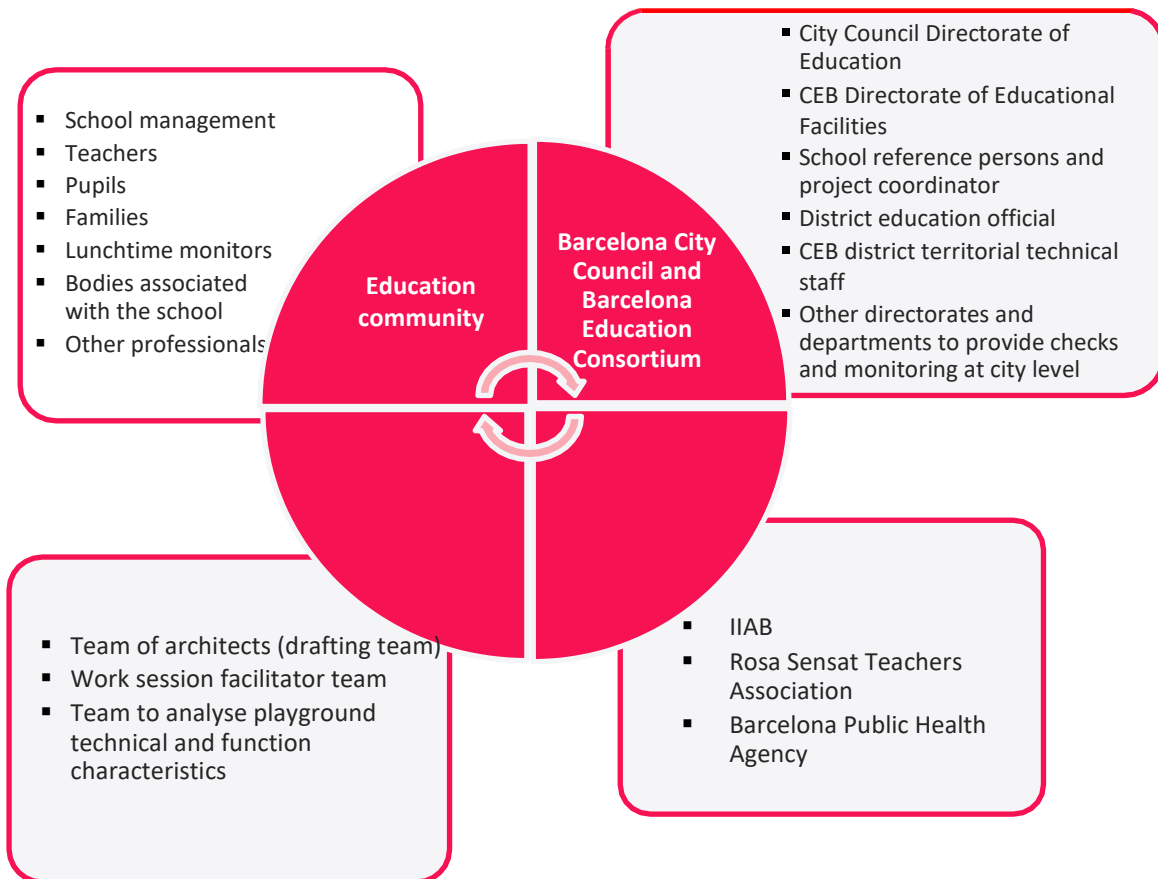 ▪ School management
▪ Teachers
▪ Pupils
▪ Families
▪ Lunchtime monitors
▪ Bodies associated
with the school
▪ Other professionals
Education
community
Barcelona City
Council and
Barcelona
Education
Consortium
▪ City Council Directorate of
Education
▪ CEB Directorate of Educational
Facilities
▪ School reference persons and
project coordinator
▪ District education official
▪ CEB district territorial technical
staff
▪ Other directorates and
departments to provide checks
and monitoring at city level
▪ Team of architects (drafting team)
▪ Work session facilitator team
▪ Team to analyse playground
technical and function
characteristics
▪ IIAB
▪ Rosa Sensat Teachers
Association
▪ Barcelona Public Health
Agency